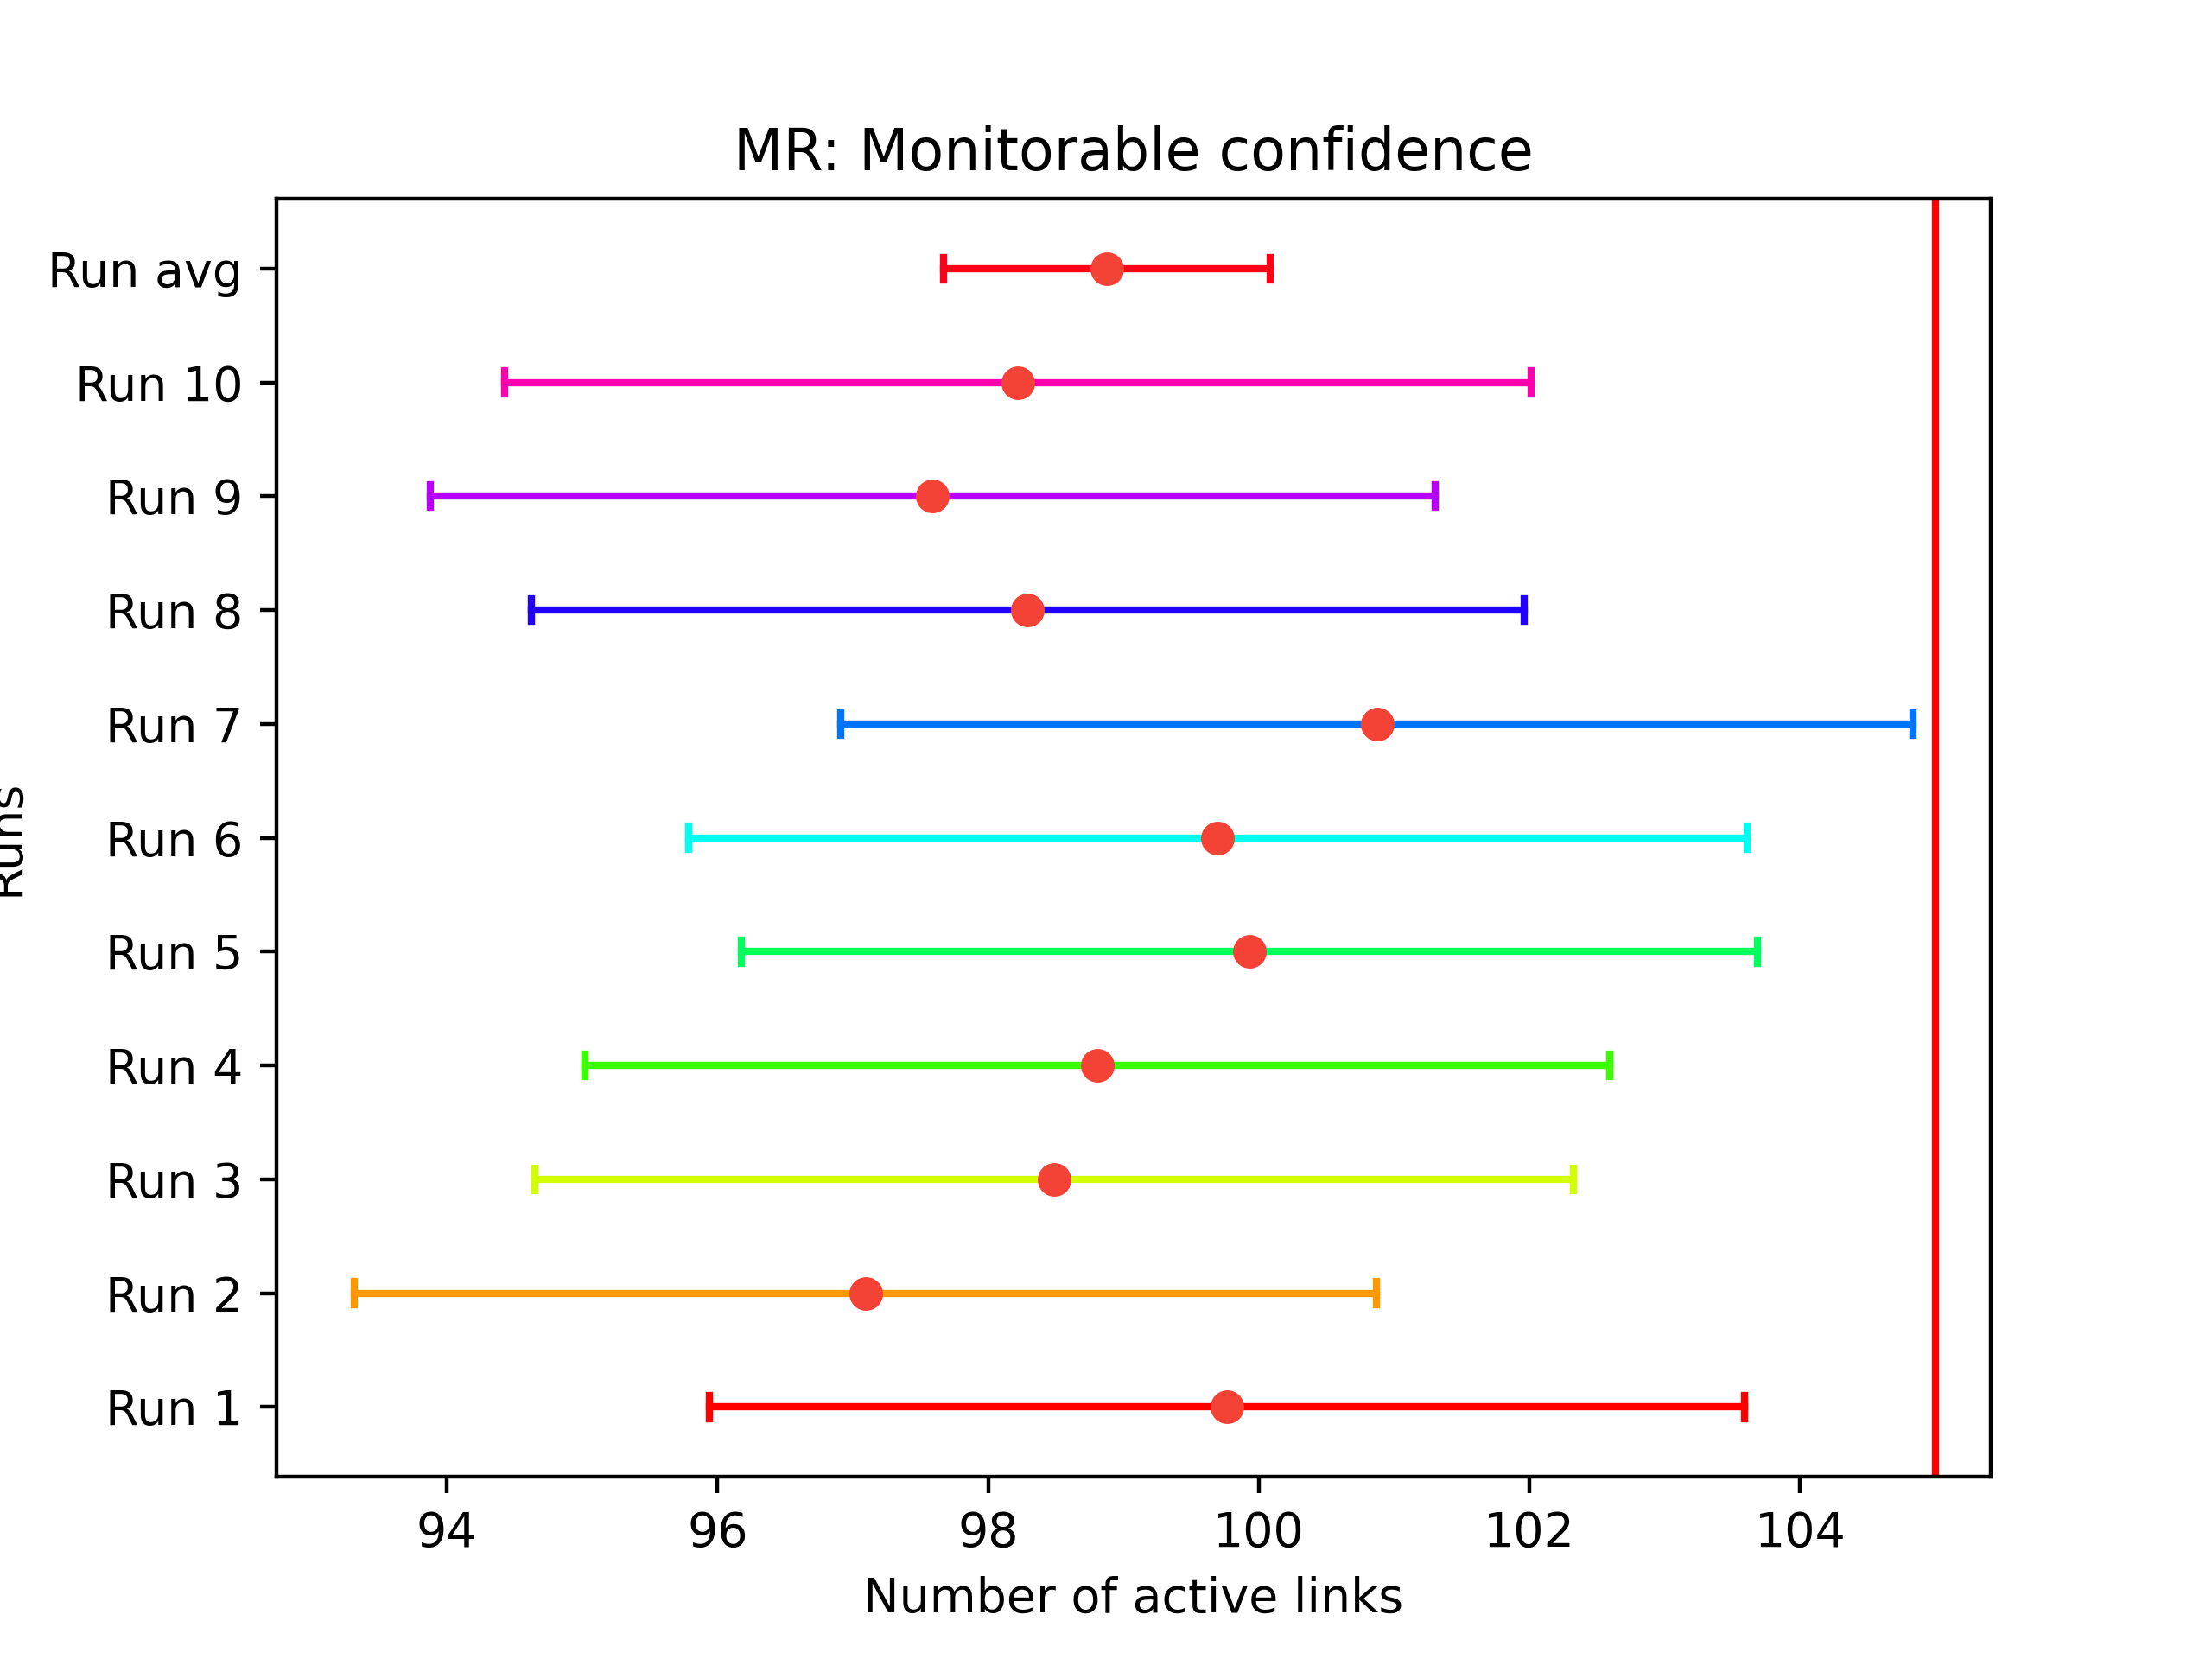 MR: Monitorable confidence
Run avg
Run 10
Run 9
Run 8
Run 7
Run 6
Run 5
Run 4
Run 3
Run 2
Run 1
Runs
94 96 98 100 102 104
Number of active links